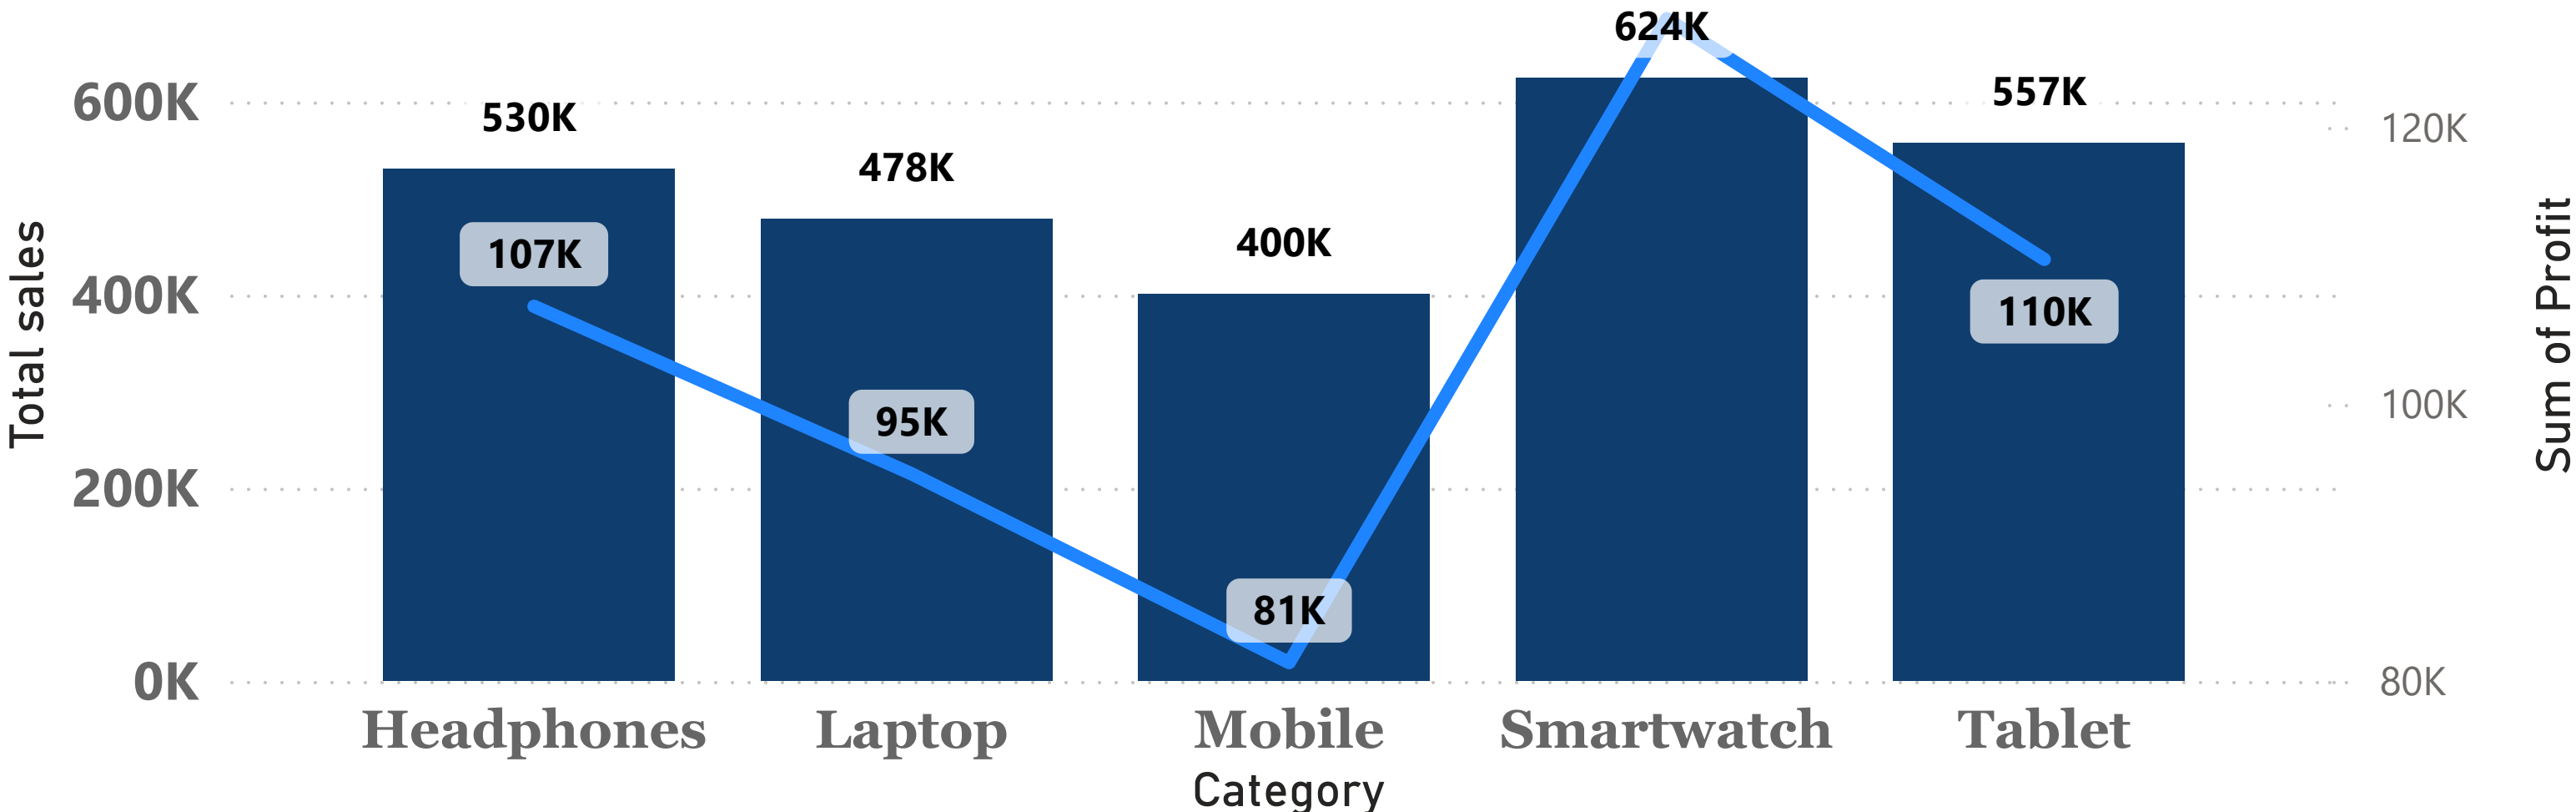 Total sales
600K
400K
200K
0K
530K
478K
400K
624K
557K
107K
95K
81K
110K
120K
100K
80K
Sum of Profit
Headphones
Laptop
Mobile
Smartwatch
Tablet
Category